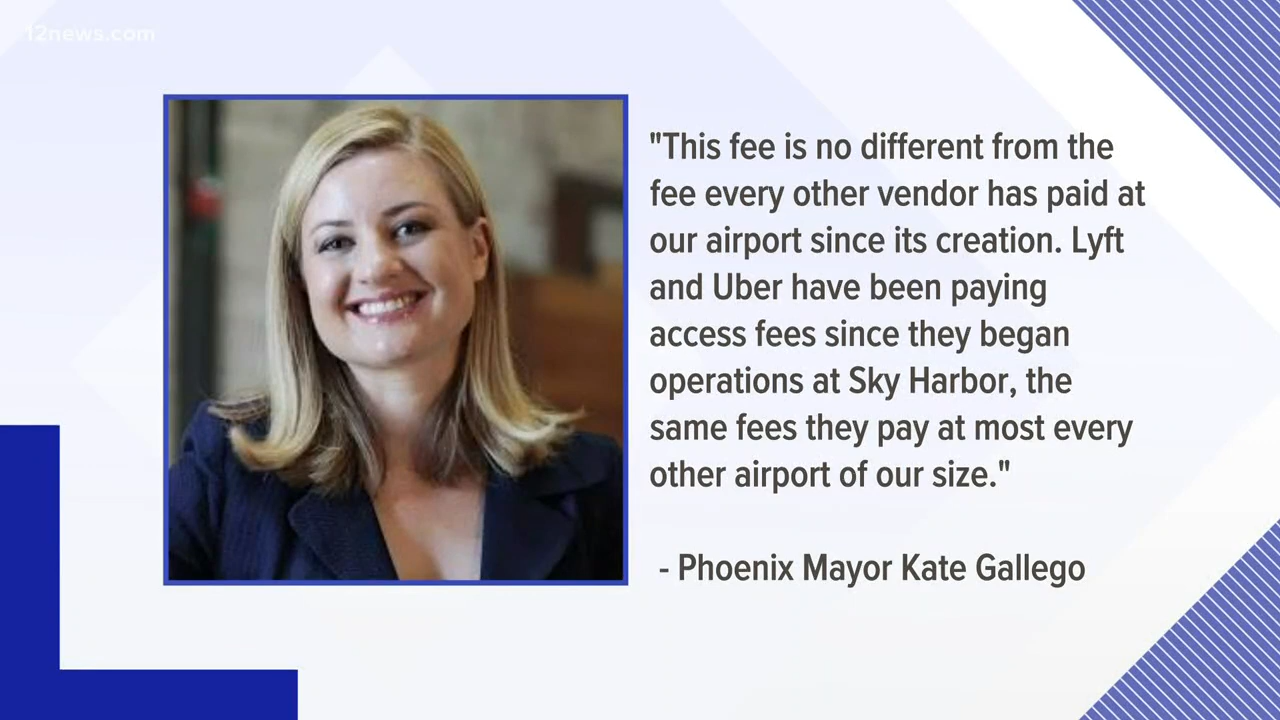 12news.com
"This fee is no different from the
fee every other vendor has paid at
our airport since its creation. Lyft
and Uber have been paying
access fees since they began
operations at Sky Harbor, the
same fees they pay at most every
other airport of our size."
- Phoenix Mayor Kate Gallego